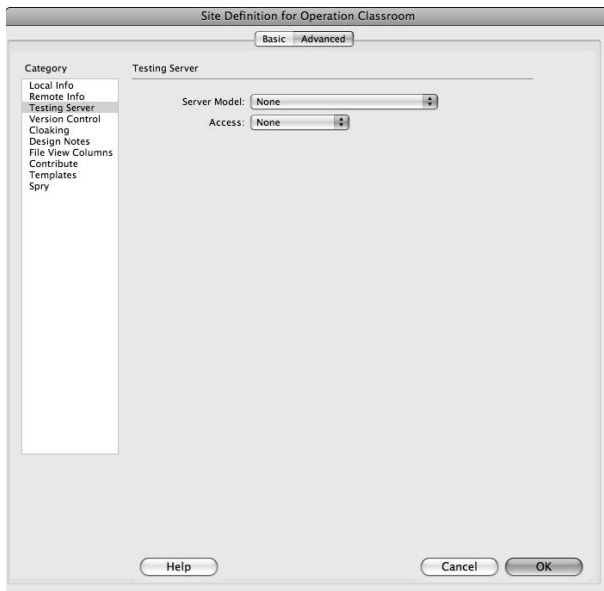 Site Definition for Operation Classroom
Basic Advanced
Category
Local Info
Remote Info
Testing Server
Version Control
Cloaking
Design Notes
File View Columns
Contribute
Templates
Spry
Testing Server
Server Model: None
Access: None
Help Cancel OK